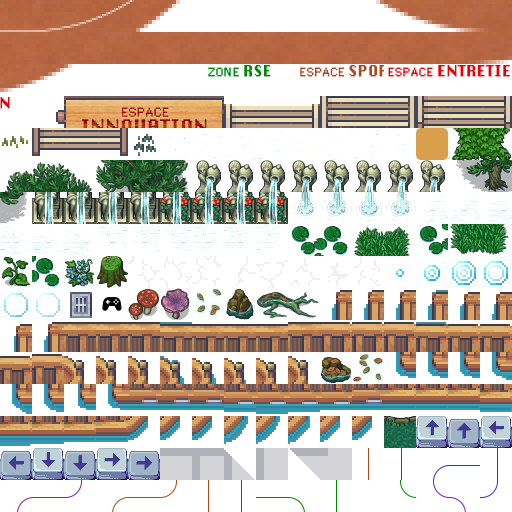 ZONE RSE
ESPACE SPOF
ESPACE ENTRETIE
N
ESPACE
INNOVATION